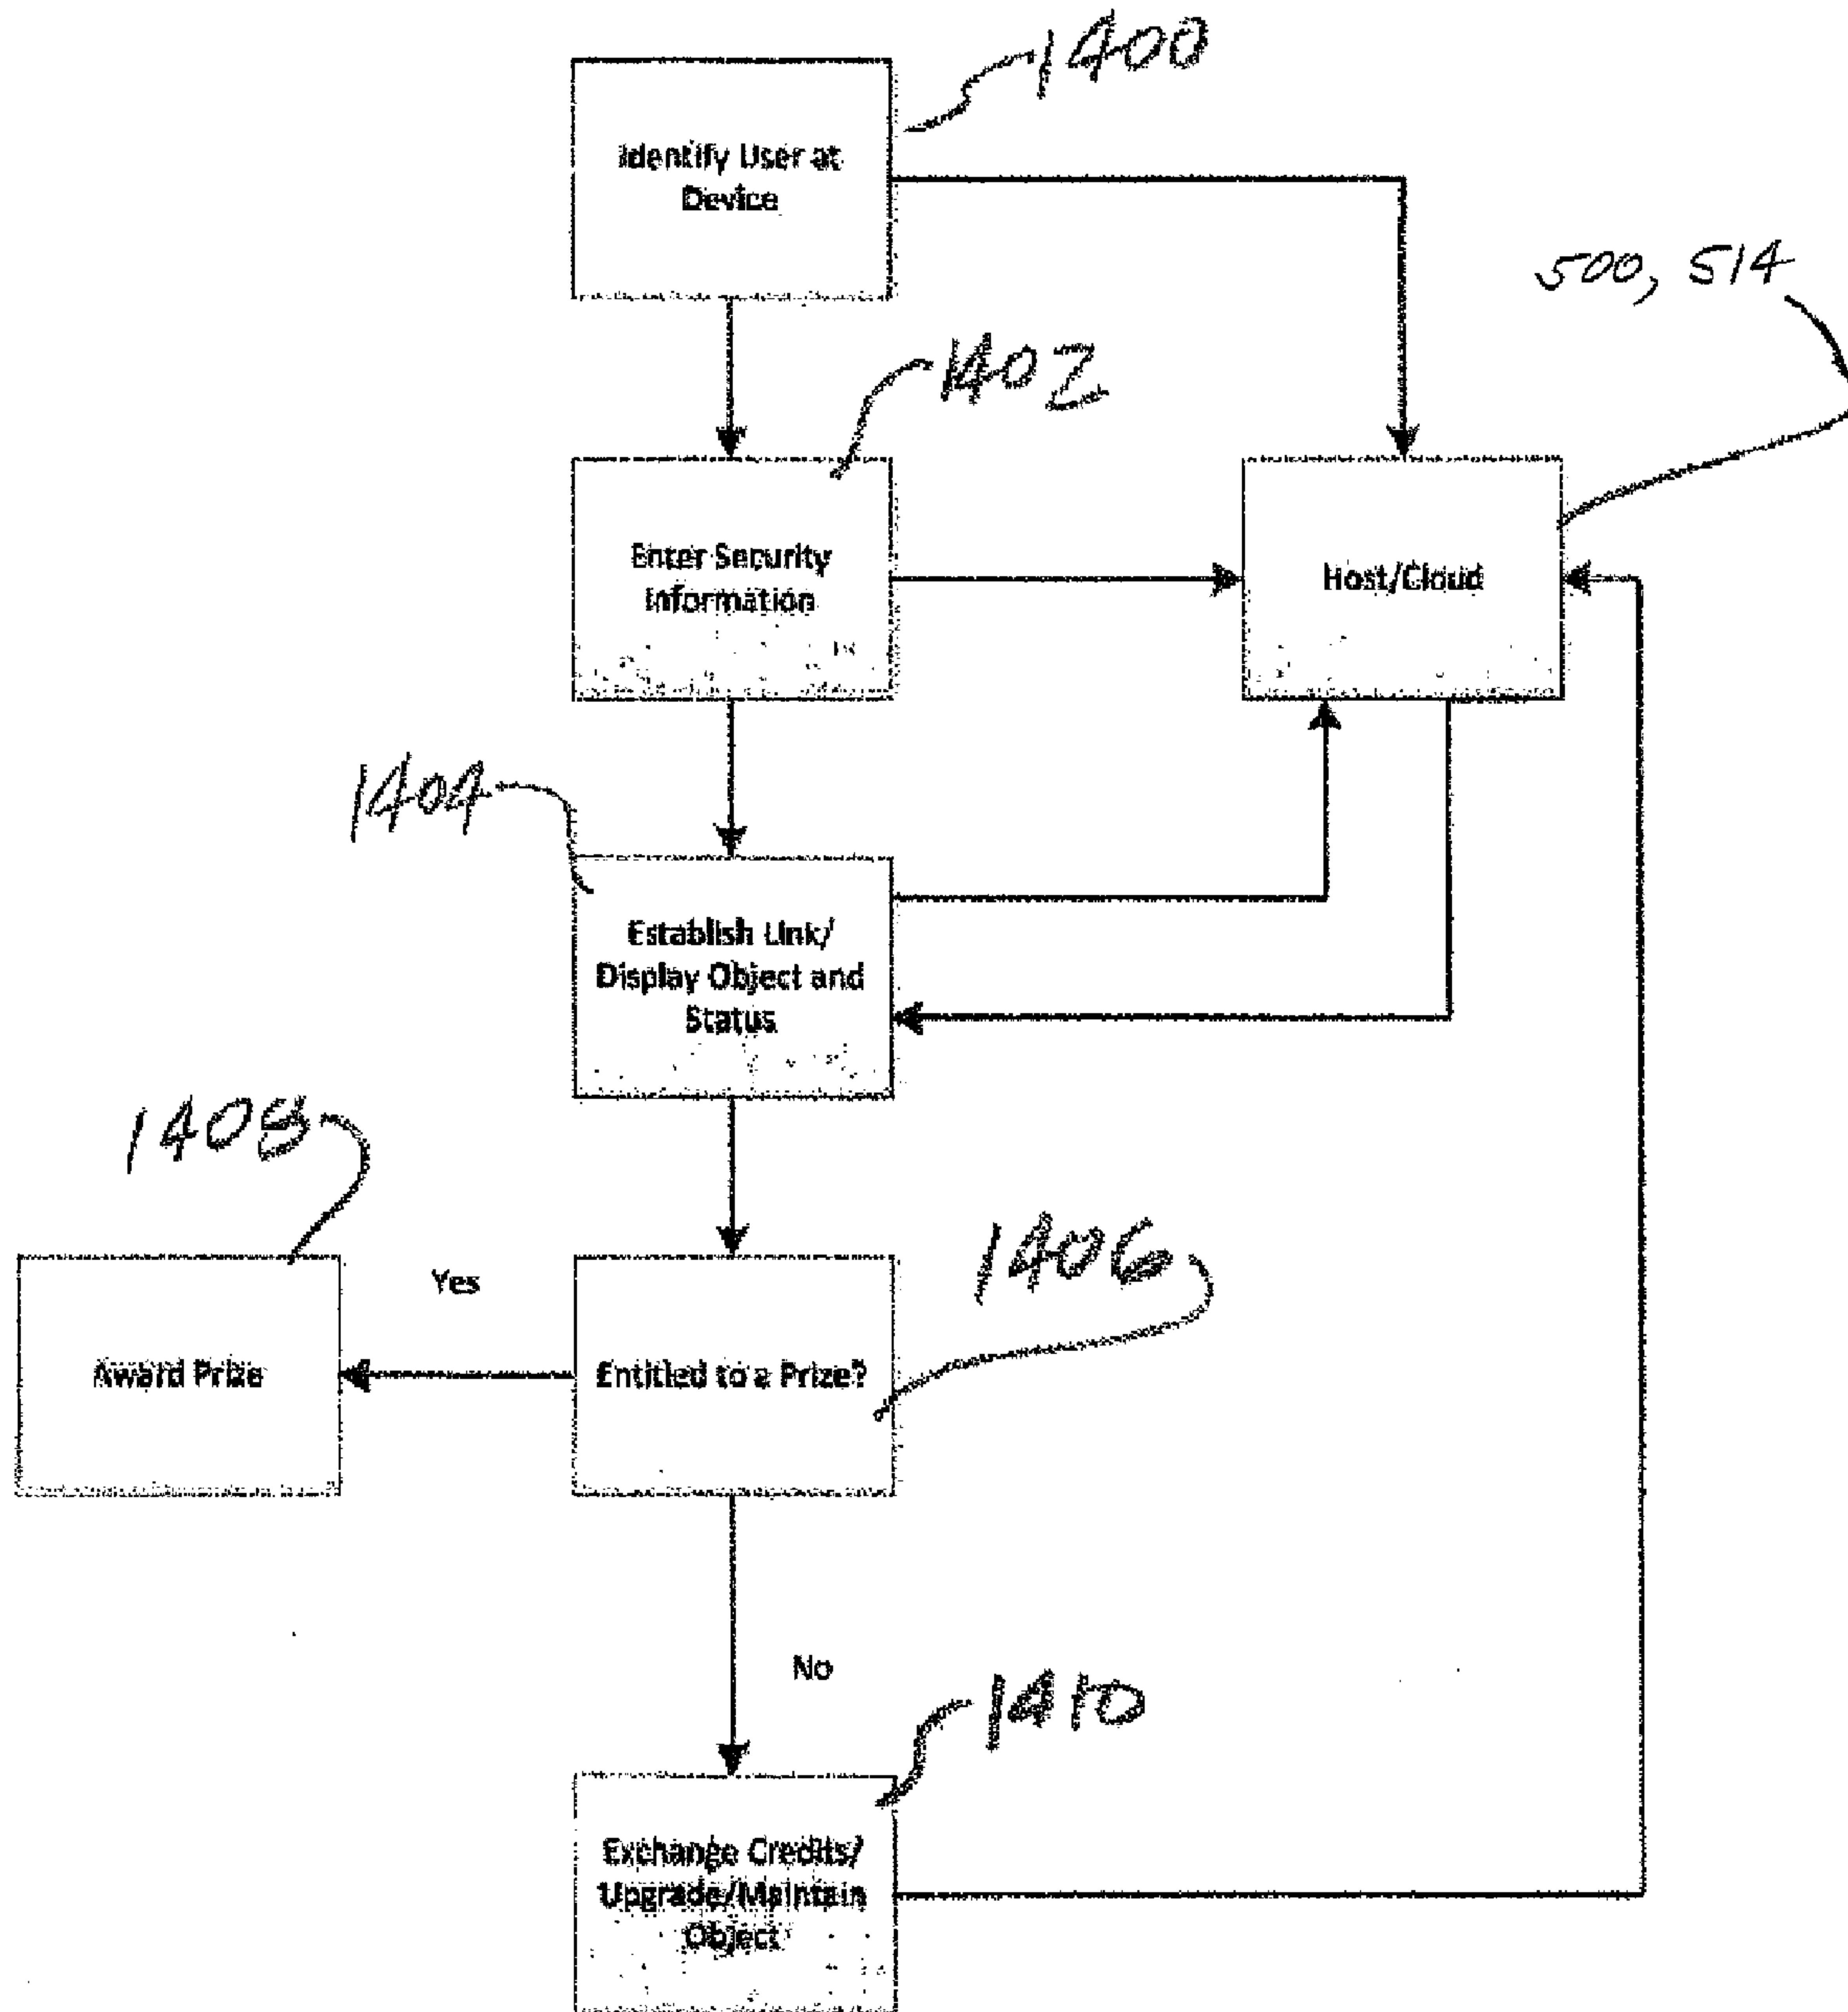 1400
Identify User at
Device
500, 514
1402
Enter Security
Information
Host/Cloud
1404
Establish Link/
Display Object and
Status
1408
1406
Yes
Award Prize
Entitled to a Prize?
No
1410
Exchange Credits/
Upgrade/Maintain
Object